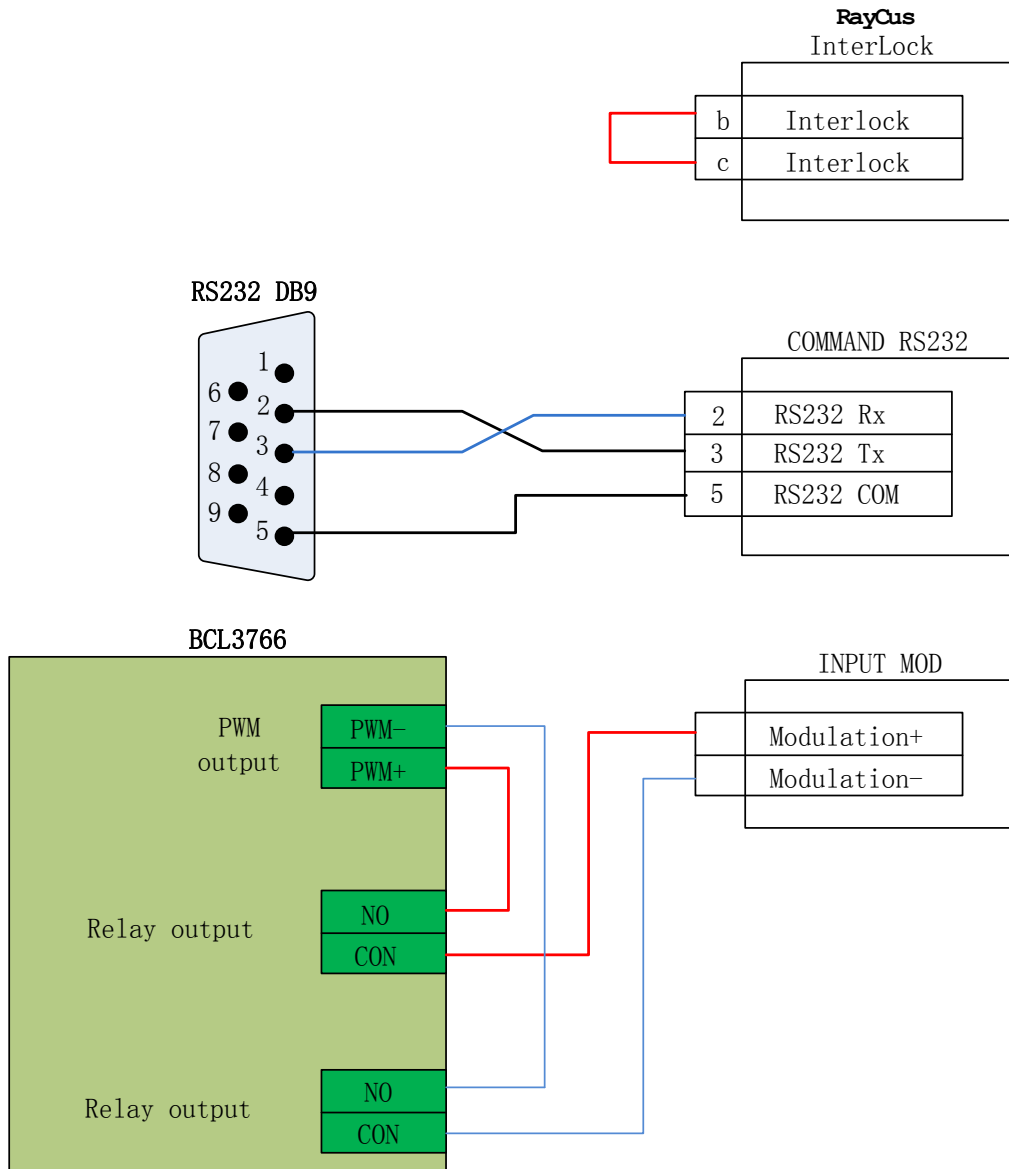 RayCus
InterLock
b Interlock
c Interlock
RS232 DB9
1
6
2
7
3
8
4
9
5
COMMAND RS232
2 RS232 Rx
3 RS232 Tx
5 RS232 COM
BCL3766
PWM
output
PWM-
PWM+
Relay output
NO
CON
Relay output
NO
CON
INPUT MOD
Modulation+
Modulation-